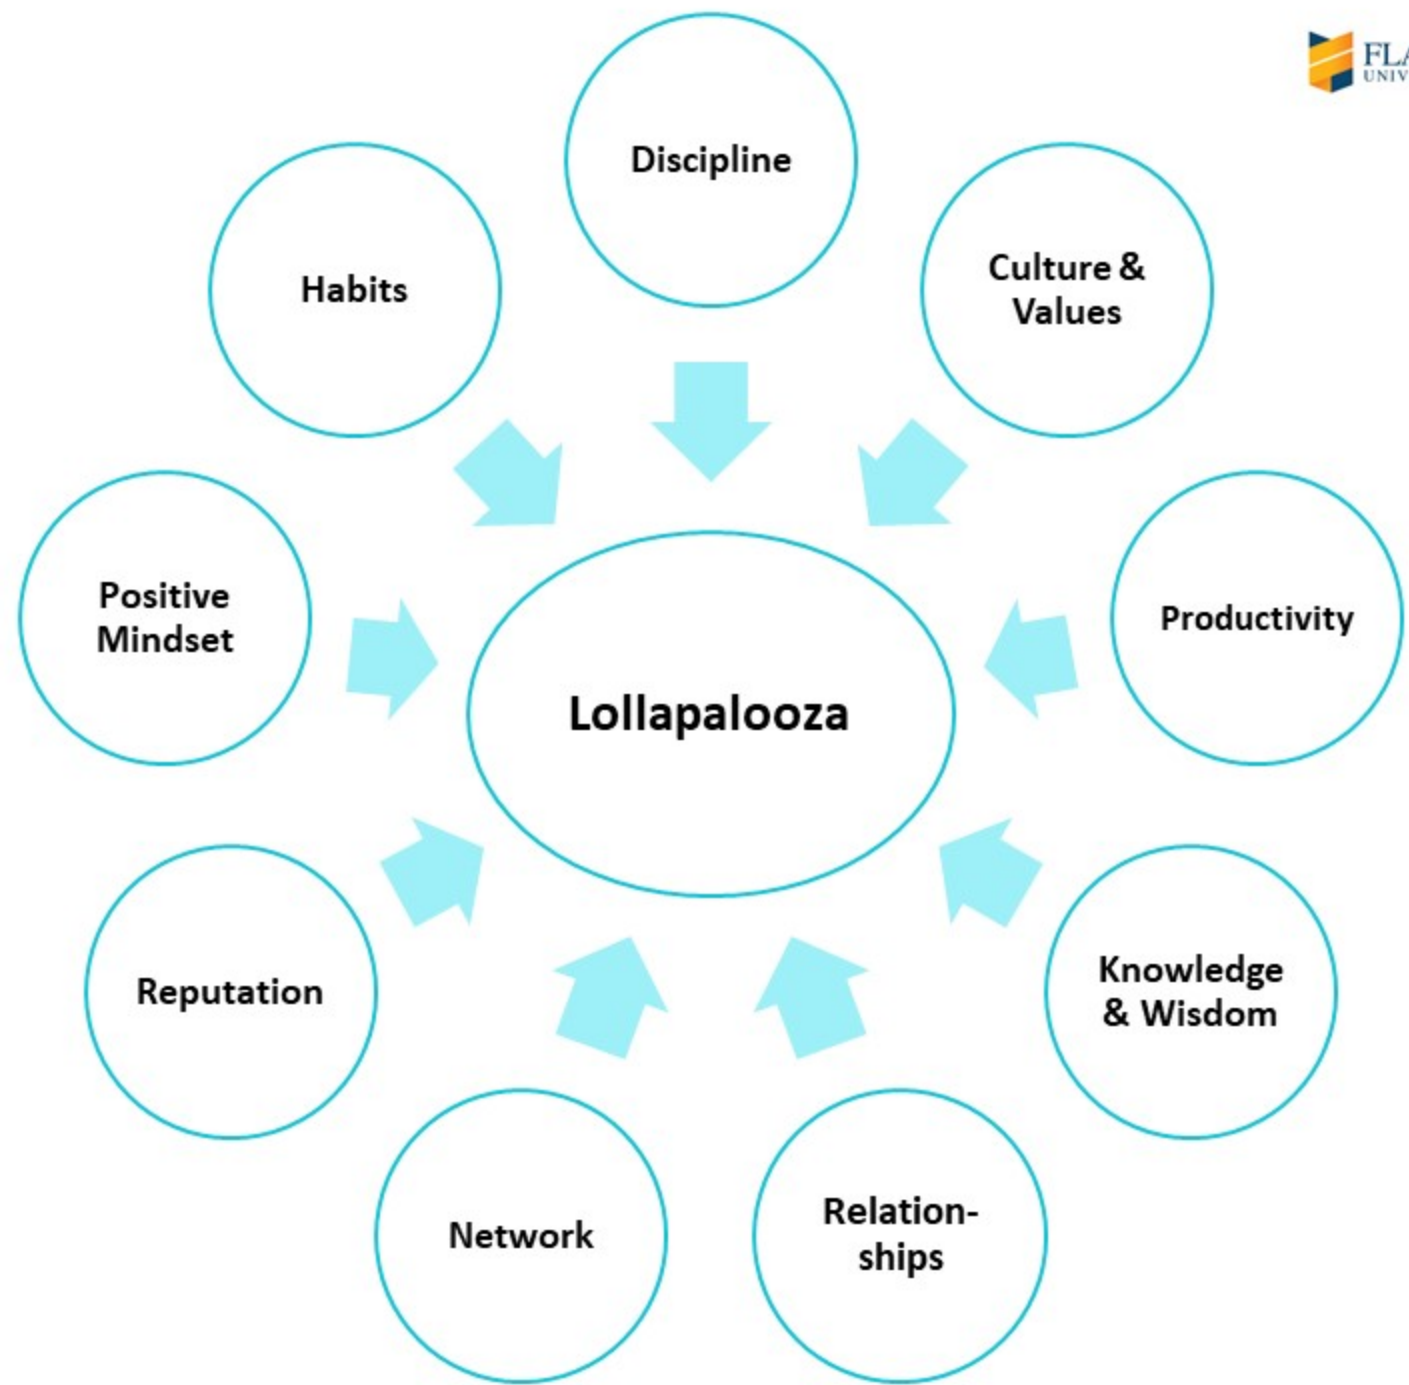 Discipline
Culture &
Values
Productivity
Knowledge
& Wisdom
Relation-
ships
Network
Reputation
Positive
Mindset
Habits
Lollapalooza